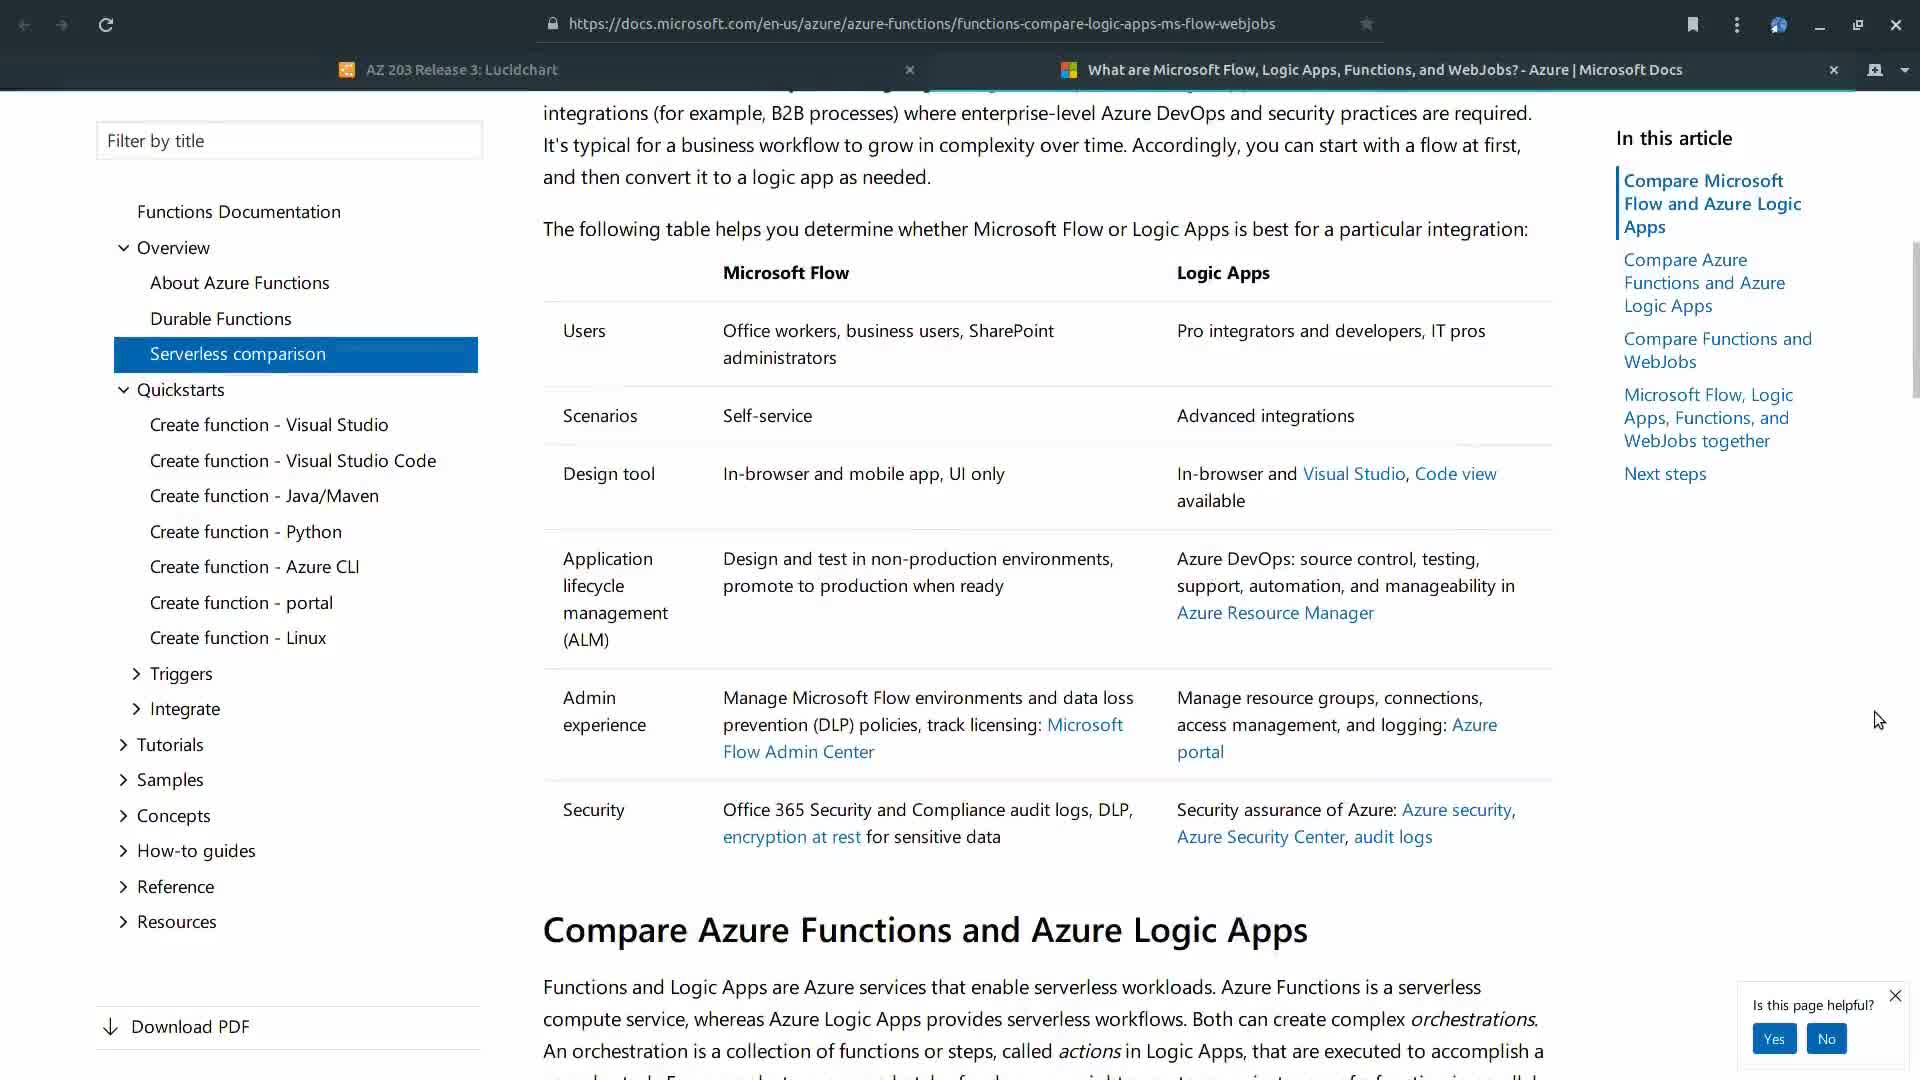 https://docs.microsoft.com/en-us/azure/azure-functions/functions-compare-logic-apps-ms-flow-webjobs
AZ 203 Release 3: Lucidchart
What are Microsoft Flow, Logic Apps, Functions, and WebJobs? - Azure | Microsoft Docs
Filter by title
Functions Documentation
Overview
About Azure Functions
Durable Functions
Serverless comparison
Quickstarts
Create function - Visual Studio
Create function - Visual Studio Code
Create function - Java/Maven
Create function - Python
Create function - Azure CLI
Create function - portal
Create function - Linux
Triggers
Integrate
Tutorials
Samples
Concepts
How-to guides
Reference
Resources
Download PDF
integrations (for example, B2B processes) where enterprise-level Azure DevOps and security practices are required.
It's typical for a business workflow to grow in complexity over time. Accordingly, you can start with a flow at first,
and then convert it to a logic app as needed.
The following table helps you determine whether Microsoft Flow or Logic Apps is best for a particular integration:
Microsoft Flow
Logic Apps
Users
Office workers, business users, SharePoint
administrators
Pro integrators and developers, IT pros
Scenarios
Self-service
Advanced integrations
Design tool
In-browser and mobile app, UI only
In-browser and Visual Studio, Code view
available
Application
lifecycle
management
(ALM)
Design and test in non-production environments,
promote to production when ready
Azure DevOps: source control, testing,
support, automation, and manageability in
Azure Resource Manager
Admin
experience
Manage Microsoft Flow environments and data loss
prevention (DLP) policies, track licensing: Microsoft
Flow Admin Center
Manage resource groups, connections,
access management, and logging: Azure
portal
Security
Office 365 Security and Compliance audit logs, DLP,
encryption at rest for sensitive data
Security assurance of Azure: Azure security,
Azure Security Center, audit logs
Compare Azure Functions and Azure Logic Apps
Functions and Logic Apps are Azure services that enable serverless workloads. Azure Functions is a serverless
compute service, whereas Azure Logic Apps provides serverless workflows. Both can create complex orchestrations.
An orchestration is a collection of functions or steps, called actions in Logic Apps, that are executed to accomplish a
In this article
Compare Microsoft
Flow and Azure Logic
Apps
Compare Azure
Functions and Azure
Logic Apps
Compare Functions and
WebJobs
Microsoft Flow, Logic
Apps, Functions, and
WebJobs together
Next steps
Is this page helpful?
Yes
No